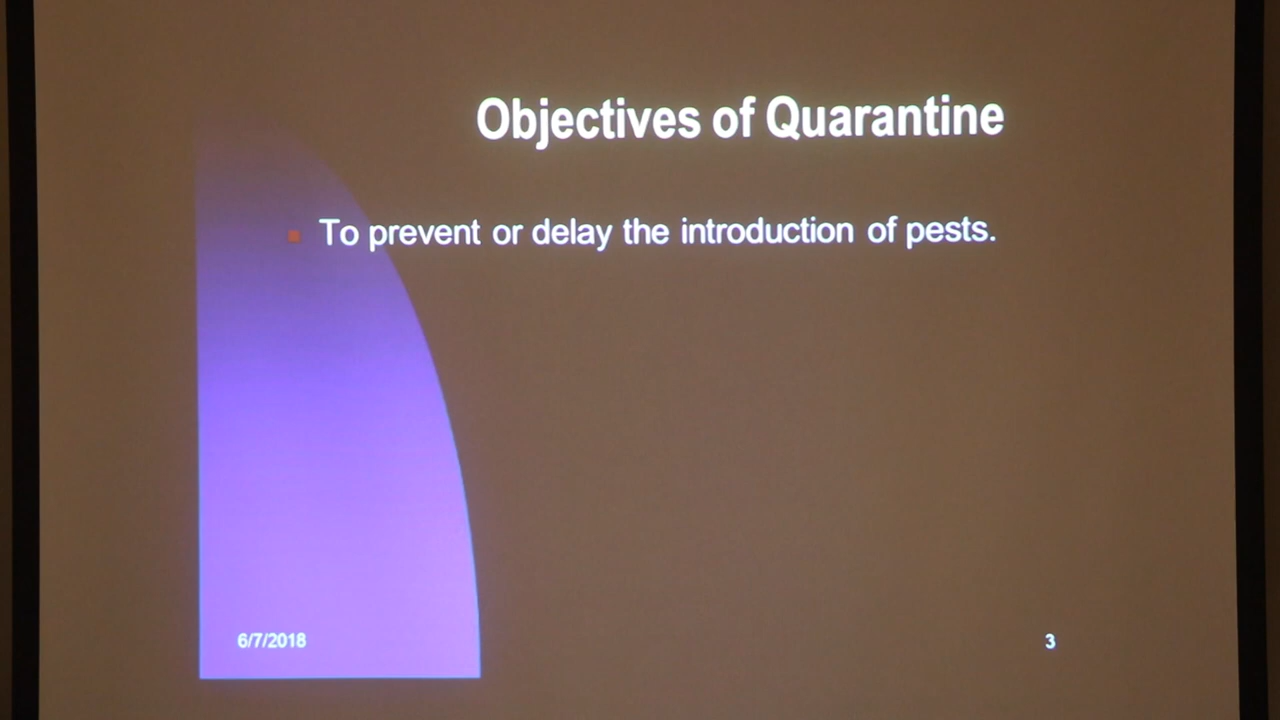 Objectives of Quarantine
To prevent or delay the introduction of pests.
6/7/2018
3